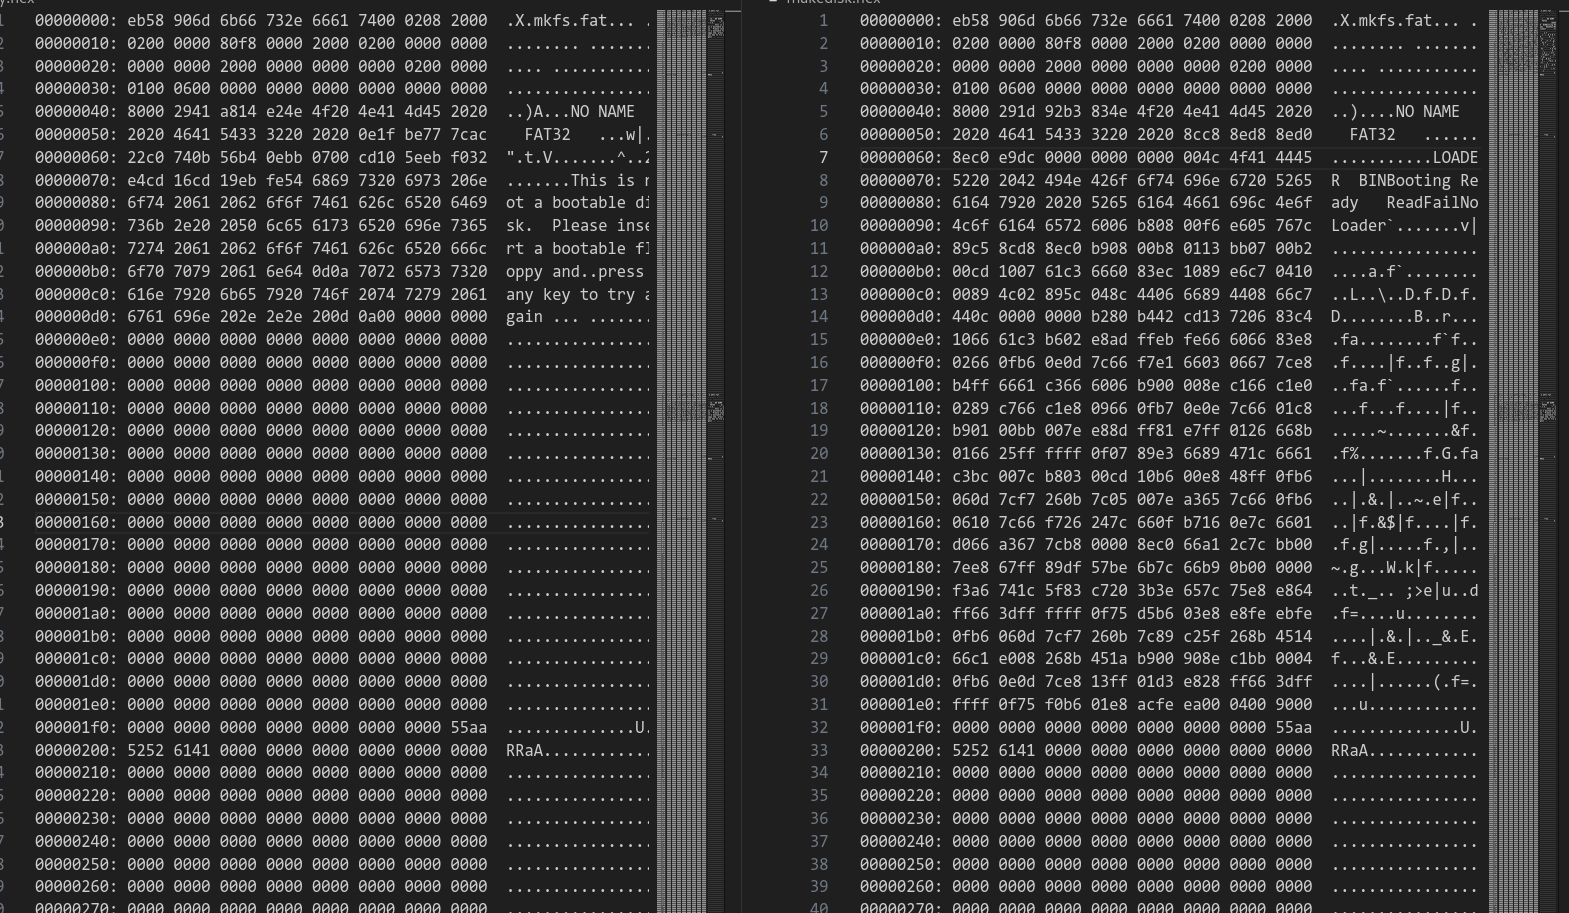 00000000: eb58 906d 6b66 732e 6661 7400 0208 2000 .X.mkfs.fat... .
00000010: 0200 0000 80f8 0000 2000 0200 0000 0000 ........ .......
00000020: 0000 0000 2000 0000 0000 0000 0200 0000 .... ...........
00000030: 0100 0600 0000 0000 0000 0000 0000 0000 ................
00000040: 8000 2941 a814 e24e 4f20 4e41 4d45 2020 ..)A...NO NAME
00000050: 2020 4641 5433 3220 2020 0e1f be77 7cac FAT32 ...w|.
00000060: 22c0 740b 56b4 0ebb 0700 cd10 5eeb f032 ".t.V.......^..2
00000070: e4cd 16cd 19eb fe54 6869 7320 6973 206e .......This is n
00000080: 6f74 2061 2062 6f6f 7461 626c 6520 6469 ot a bootable di
00000090: 736b 2e20 2050 6c65 6173 6520 696e 7365 sk. Please inse
000000a0: 7274 2061 2062 6f6f 7461 626c 6520 666c rt a bootable fl
000000b0: 6f70 7079 2061 6e64 0d0a 7072 6573 7320 oppy and..press
000000c0: 616e 7920 6b65 7920 746f 2074 7279 2061 any key to try a
000000d0: 6761 696e 202e 2e2e 200d 0a00 0000 0000 gain ... .......
000000e0: 0000 0000 0000 0000 0000 0000 0000 0000 ................
000000f0: 0000 0000 0000 0000 0000 0000 0000 0000 ................
00000100: 0000 0000 0000 0000 0000 0000 0000 0000 ................
00000110: 0000 0000 0000 0000 0000 0000 0000 0000 ................
00000120: 0000 0000 0000 0000 0000 0000 0000 0000 ................
00000130: 0000 0000 0000 0000 0000 0000 0000 0000 ................
00000140: 0000 0000 0000 0000 0000 0000 0000 0000 ................
00000150: 0000 0000 0000 0000 0000 0000 0000 0000 ................
00000160: 0000 0000 0000 0000 0000 0000 0000 0000 ................
00000170: 0000 0000 0000 0000 0000 0000 0000 0000 ................
00000180: 0000 0000 0000 0000 0000 0000 0000 0000 ................
00000190: 0000 0000 0000 0000 0000 0000 0000 0000 ................
000001a0: 0000 0000 0000 0000 0000 0000 0000 0000 ................
000001b0: 0000 0000 0000 0000 0000 0000 0000 0000 ................
000001c0: 0000 0000 0000 0000 0000 0000 0000 0000 ................
000001d0: 0000 0000 0000 0000 0000 0000 0000 0000 ................
000001e0: 0000 0000 0000 0000 0000 0000 0000 0000 ................
000001f0: 0000 0000 0000 0000 0000 0000 0000 55aa ..............U.
00000200: 5252 6141 0000 0000 0000 0000 0000 0000 RRaA............
00000210: 0000 0000 0000 0000 0000 0000 0000 0000 ................
00000220: 0000 0000 0000 0000 0000 0000 0000 0000 ................
00000230: 0000 0000 0000 0000 0000 0000 0000 0000 ................
00000240: 0000 0000 0000 0000 0000 0000 0000 0000 ................
00000250: 0000 0000 0000 0000 0000 0000 0000 0000 ................
00000260: 0000 0000 0000 0000 0000 0000 0000 0000 ................
00000270: 0000 0000 0000 0000 0000 0000 0000 0000 ................
makedisk.hex
1 00000000: eb58 906d 6b66 732e 6661 7400 0208 2000 .X.mkfs.fat... .
2 00000010: 0200 0000 80f8 0000 2000 0200 0000 0000 ........ .......
3 00000020: 0000 0000 2000 0000 0000 0000 0200 0000 .... ...........
4 00000030: 0100 0600 0000 0000 0000 0000 0000 0000 ................
5 00000040: 8000 291d 92b3 834e 4f20 4e41 4d45 2020 ..)....NO NAME
6 00000050: 2020 4641 5433 3220 2020 8cc8 8ed8 8ed0 FAT32 ......
7 00000060: 8ec0 e9dc 0000 0000 0000 004c 4f41 4445 ...........LOADE
8 00000070: 5220 2042 494e 426f 6f74 696e 6720 5265 R BINBooting Re
9 00000080: 6164 7920 2020 5265 6164 4661 696c 4e6f ady ReadFailNo
10 00000090: 4c6f 6164 6572 6006 b808 00f6 e605 767c Loader`.......v|
11 000000a0: 89c5 8cd8 8ec0 b908 00b8 0113 bb07 00b2 ................
12 000000b0: 00cd 1007 61c3 6660 83ec 1089 e6c7 0410 ....a.f`........
13 000000c0: 0089 4c02 895c 048c 4406 6689 4408 66c7 ..L..\..D.f.D.f.
14 000000d0: 440c 0000 0000 b280 b442 cd13 7206 83c4 D........B..r...
15 000000e0: 1066 61c3 b602 e8ad ffeb fe66 6066 83e8 .fa........f`f..
16 000000f0: 0266 0fb6 0e0d 7c66 f7e1 6603 0667 7ce8 .f....|f..f..g|.
17 00000100: b4ff 6661 c366 6006 b900 008e c166 c1e0 ..fa.f`......f..
18 00000110: 0289 c766 c1e8 0966 0fb7 0e0e 7c66 01c8 ...f...f....|f..
19 00000120: b901 00bb 007e e88d ff81 e7ff 0126 668b .....~.......&f.
20 00000130: 0166 25ff ffff 0f07 89e3 6689 471c 6661 .f%.......f.G.fa
21 00000140: c3bc 007c b803 00cd 10b6 00e8 48ff 0fb6 ...|........H...
22 00000150: 060d 7cf7 260b 7c05 007e a365 7c66 0fb6 ..|.&.|..~.e|f..
23 00000160: 0610 7c66 f726 247c 660f b716 0e7c 6601 ..|f.&$|f....|f.
24 00000170: d066 a367 7cb8 0000 8ec0 66a1 2c7c bb00 .f.g|.....f.,|..
25 00000180: 7ee8 67ff 89df 57be 6b7c 66b9 0b00 0000 ~.g...W.k|f.....
26 00000190: f3a6 741c 5f83 c720 3b3e 657c 75e8 e864 ..t._.. ;>e|u..d
27 000001a0: ff66 3dff ffff 0f75 d5b6 03e8 e8fe ebfe .f=....u........
28 000001b0: 0fb6 060d 7cf7 260b 7c89 c25f 268b 4514 ....|.&.|.._&.E.
29 000001c0: 66c1 e008 268b 451a b900 908e c1bb 0004 f...&.E.........
30 000001d0: 0fb6 0e0d 7ce8 13ff 01d3 e828 ff66 3dff ....|......(.f=.
31 000001e0: ffff 0f75 f0b6 01e8 acfe ea00 0400 9000 ...u............
32 000001f0: 0000 0000 0000 0000 0000 0000 0000 55aa ..............U.
33 00000200: 5252 6141 0000 0000 0000 0000 0000 0000 RRaA............
34 00000210: 0000 0000 0000 0000 0000 0000 0000 0000 ................
35 00000220: 0000 0000 0000 0000 0000 0000 0000 0000 ................
36 00000230: 0000 0000 0000 0000 0000 0000 0000 0000 ................
37 00000240: 0000 0000 0000 0000 0000 0000 0000 0000 ................
38 00000250: 0000 0000 0000 0000 0000 0000 0000 0000 ................
39 00000260: 0000 0000 0000 0000 0000 0000 0000 0000 ................
40 00000270: 0000 0000 0000 0000 0000 0000 0000 0000 ................